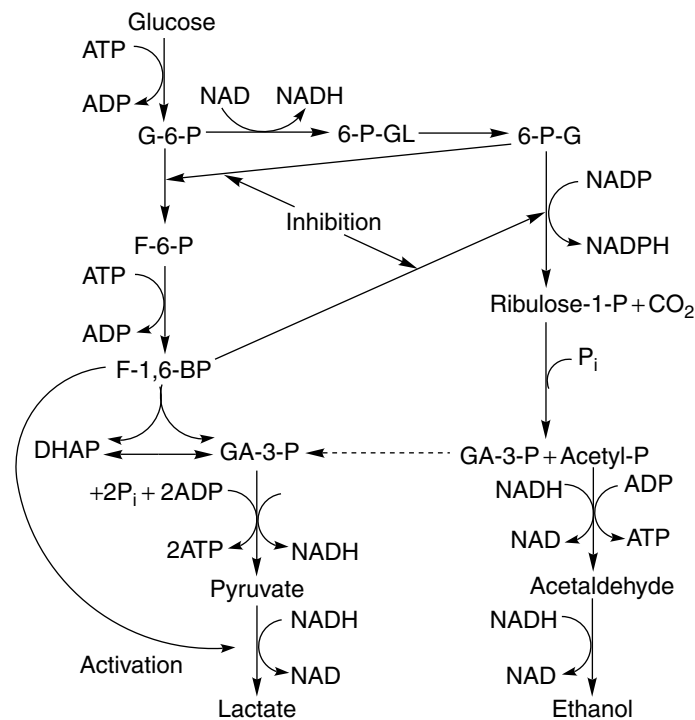 Glucose
ATP
ADP
NAD NADH
G-6-P 6-P-GL 6-P-G
NADP
Inhibition
F-6-P
NADPH
ATP
Ribulose-1-P + CO₂
ADP
F-1,6-BP
Pᵢ
DHAP GA-3-P GA-3-P + Acetyl-P
+2Pᵢ + 2ADP NADH ADP
2ATP NADH NAD ATP
Pyruvate Acetaldehyde
NADH NADH
Activation NAD NAD
Lactate Ethanol